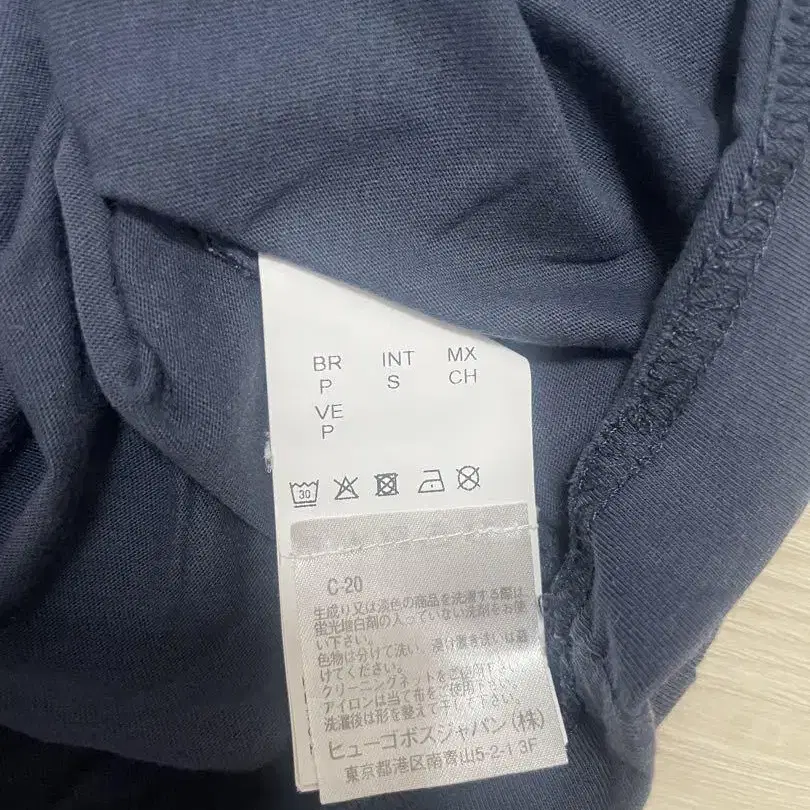 BR INT MX
P S CH
VE
P
30
C-20
生成り又は淡色の商品を洗濯する際は
蛍光増白剤の入っていない洗剤をお使
い下さい。
色物は分けて洗い、浸け置き洗いは避
けてください。
クリーニングネットをご使用下さい。
アイロンは当て布をご使用下さい。
洗濯後は形を整えて干して下さい。
ヒューゴボスジャパン(株)
東京都港区南青山5-2-1 3F